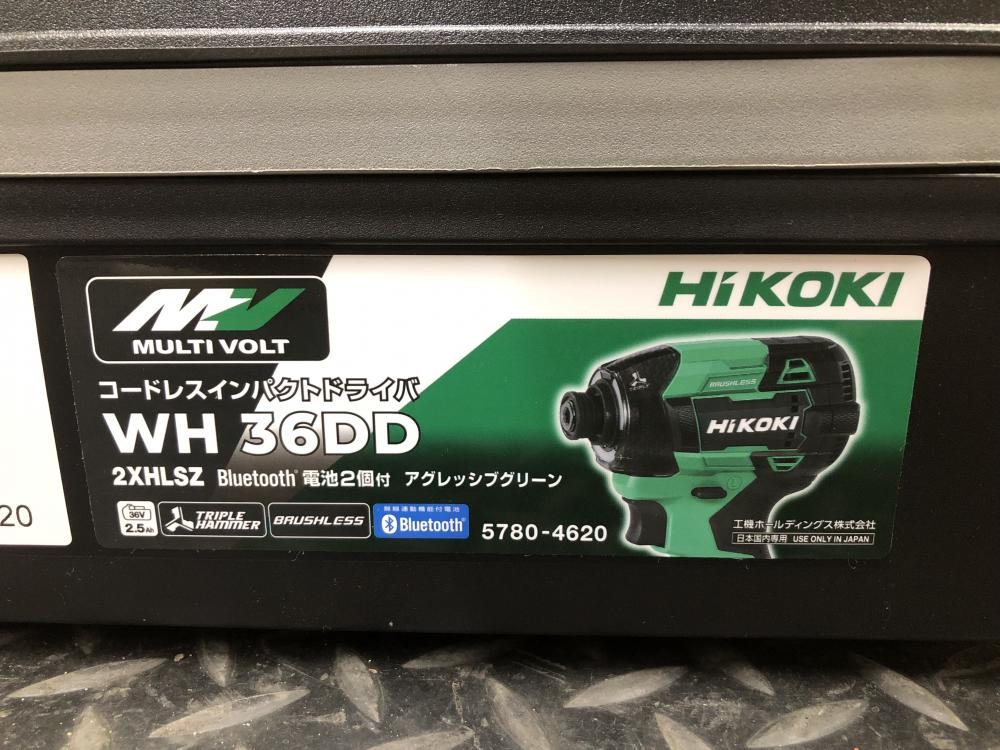 20
MV
MULTI VOLT
HiKOKI
コードレスインパクトドライバ
WH 36DD
2XHLSZ Bluetooth® 電池2個付 アグレッシブグリーン
36V
2.5Ah
TRIPLE HAMMER
BRUSHLESS
無線連動機能付電池
Bluetooth®
5780-4620
BRUSHLESS
HiKOKI
工機ホールディングス株式会社
日本国内専用 USE ONLY IN JAPAN